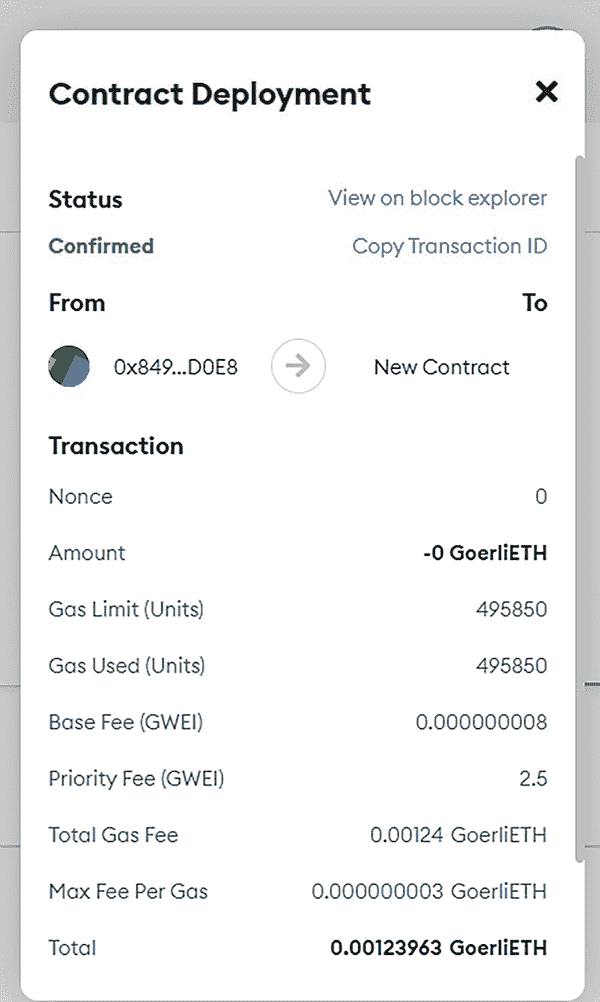 Contract Deployment
Status View on block explorer
Confirmed Copy Transaction ID
From To
0x849...D0E8 New Contract
Transaction
Nonce 0
Amount -0 GoerliETH
Gas Limit (Units) 495850
Gas Used (Units) 495850
Base Fee (GWEI) 0.000000008
Priority Fee (GWEI) 2.5
Total Gas Fee 0.00124 GoerliETH
Max Fee Per Gas 0.000000003 GoerliETH
Total 0.00123963 GoerliETH